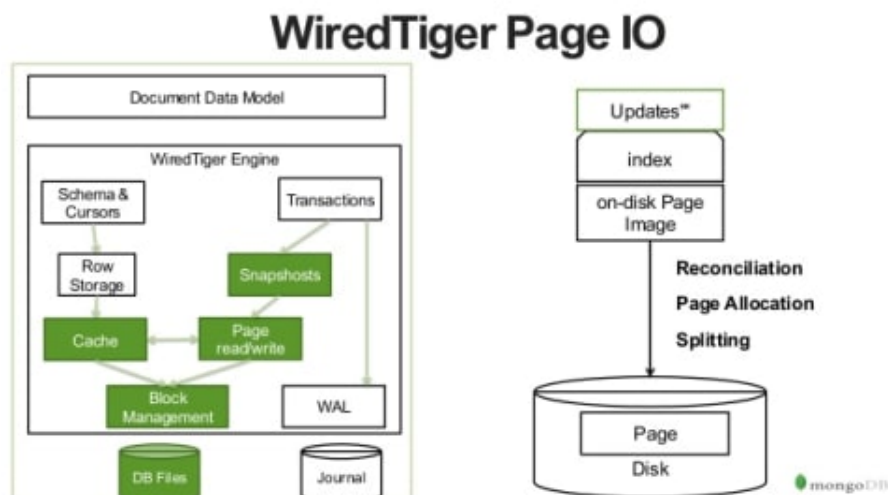 WiredTiger Page IO
Document Data Model
WiredTiger Engine
Schema &
Cursors
Transactions
Row
Storage
Snapshosts
Cache
Page
read/write
Block
Management
WAL
DB Files
Journal
Updates
index
on-disk Page
Image
Reconciliation
Page Allocation
Splitting
Page
Disk
mongoDB